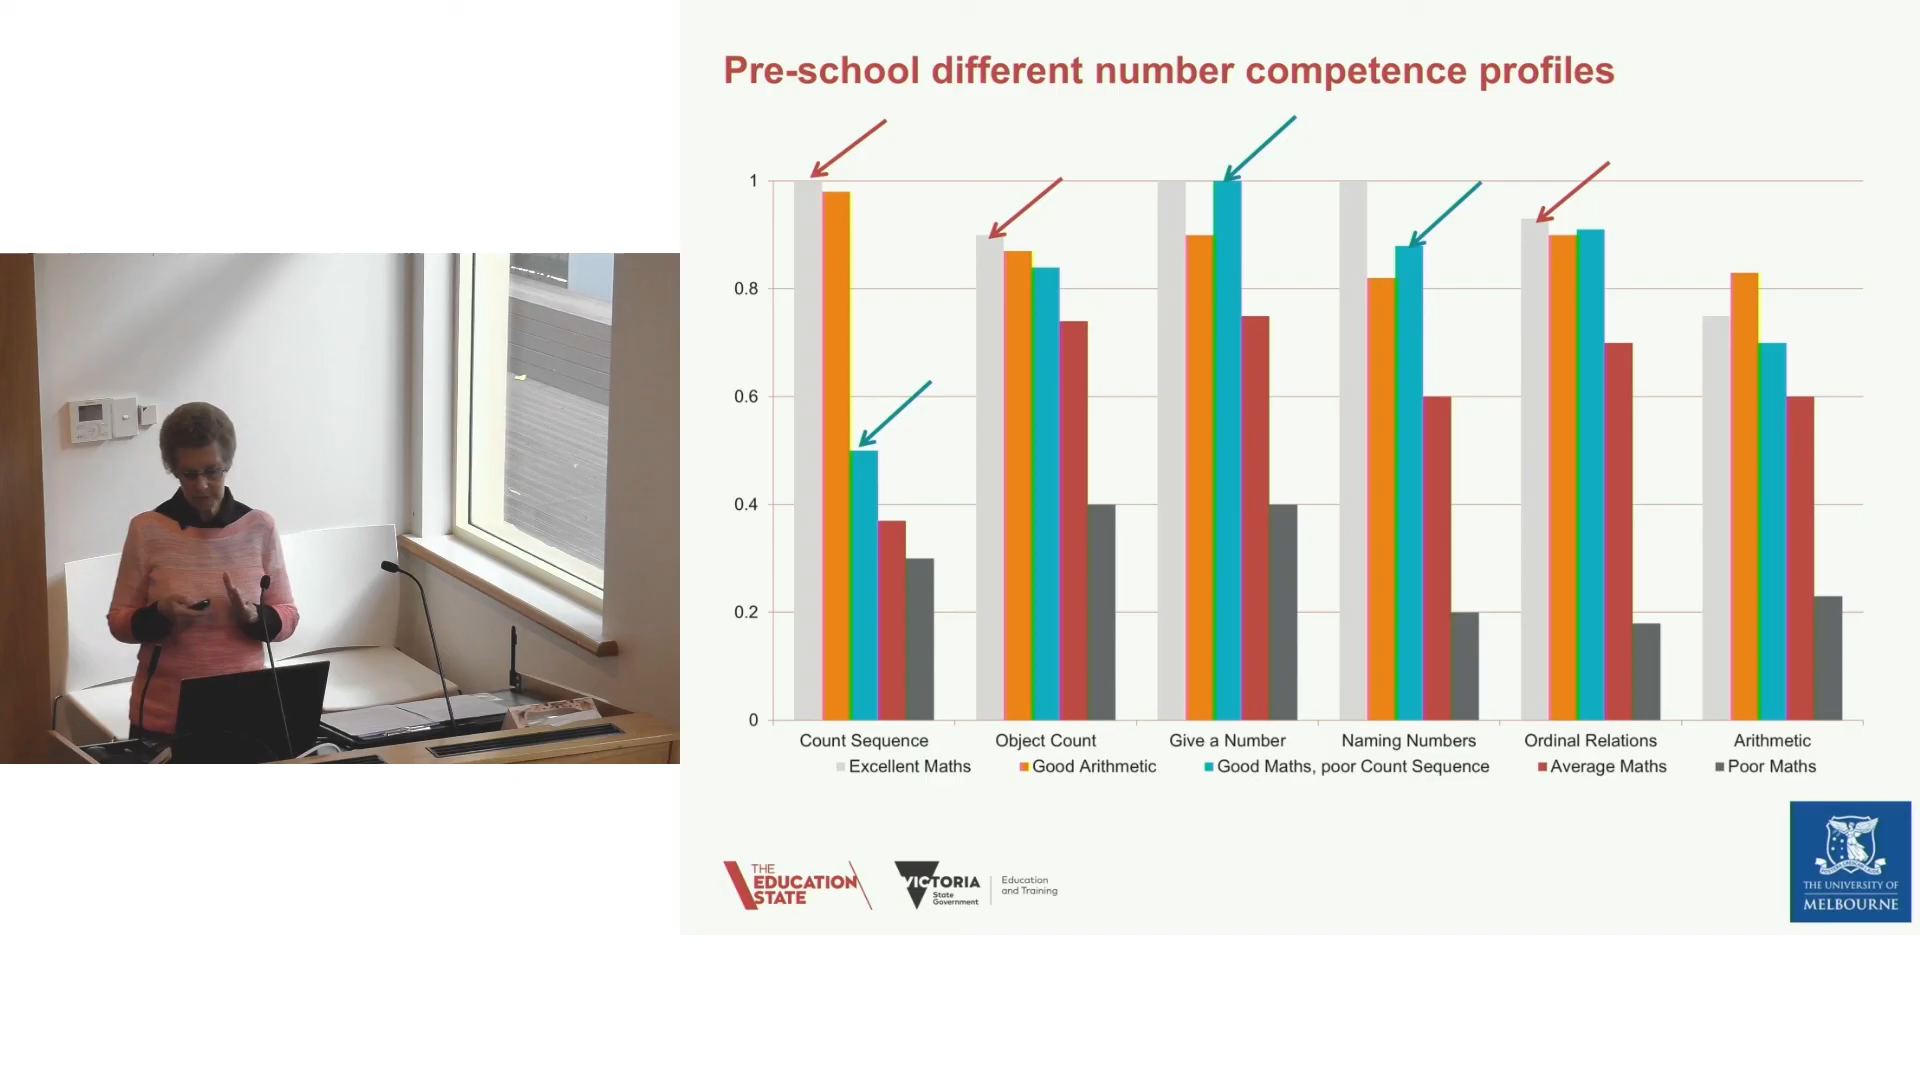 Pre-school different number competence profiles
1
0.8
0.6
0.4
0.2
0
Count Sequence Object Count Give a Number Naming Numbers Ordinal Relations Arithmetic
Excellent Maths Good Arithmetic Good Maths, poor Count Sequence Average Maths Poor Maths
THE
EDUCATION
STATE
VICTORIA
State
Government
Education
and Training
THE UNIVERSITY OF
MELBOURNE